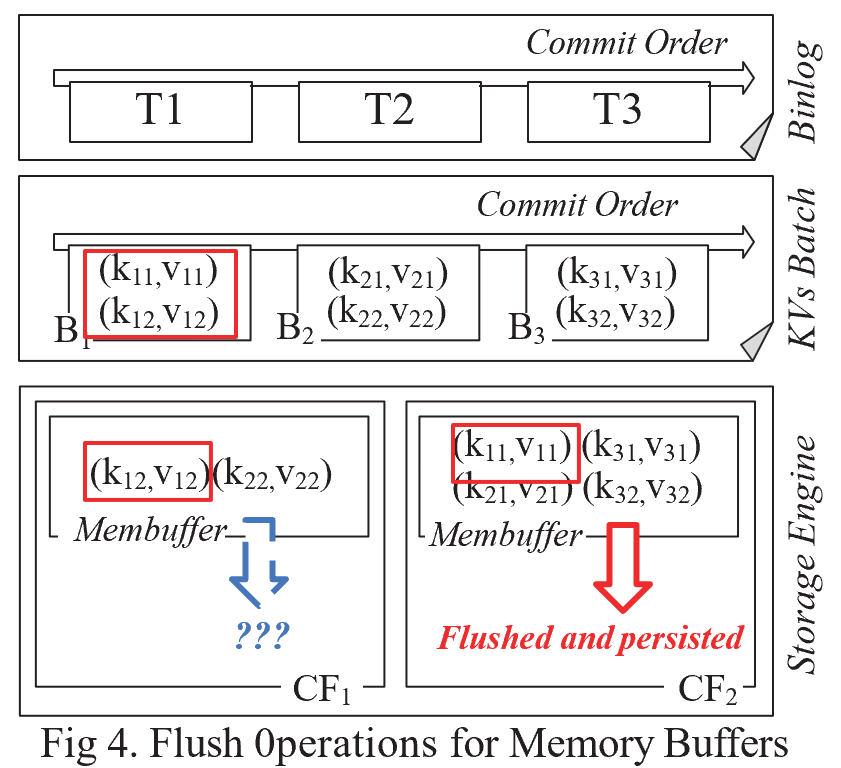 Commit Order
T1 T2 T3
Binlog
Commit Order
(k11,v11) (k21,v21) (k31,v31)
(k12,v12) (k22,v22) (k32,v32)
B1 B2 B3
KVs Batch
(k12,v12)(k22,v22)
Membuffer
???
CF1
(k11,v11) (k31,v31)
(k21,v21) (k32,v32)
Membuffer
Flushed and persisted
CF2
Storage Engine
Fig 4. Flush 0perations for Memory Buffers